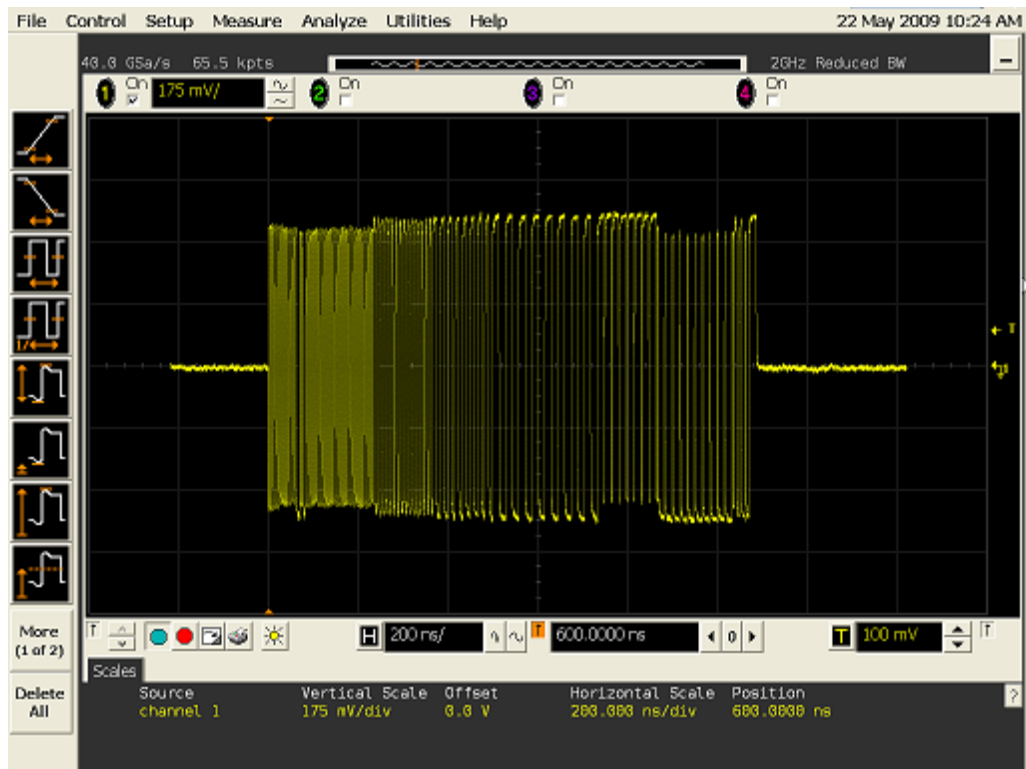 File Control Setup Measure Analyze Utilities Help 22 May 2009 10:24 AM
40.0 GSa/s 65.5 kpts 2GHz Reduced BW
1 On 175 mV/ 2 On 3 On 4 On
T
1/
More
(1 of 2)
Delete
All
T H 200 ns/ T 600.0000 ns 0 T 100 mV T
Scales
Source Vertical Scale Offset Horizontal Scale Position
channel 1 175 mV/div 0.0 V 200.000 ns/div 600.0000 ns
?